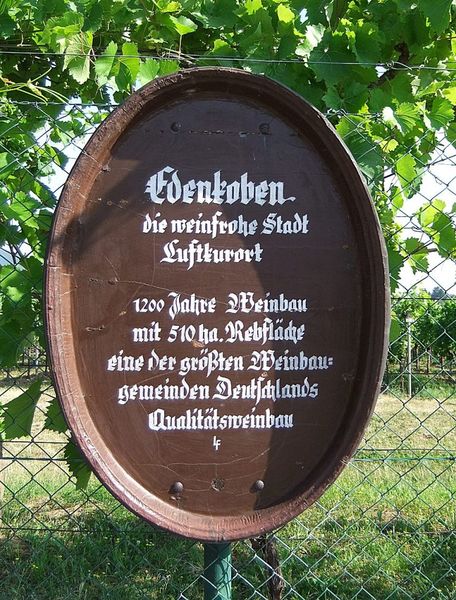 Edenkoben
die weinfrohe Stadt
Luftkurort
1200 Jahre Weinbau
mit 510 ha. Rebfläche
eine der größten Weinbau=
gemeinden Deutschlands
Qualitätsweinbau